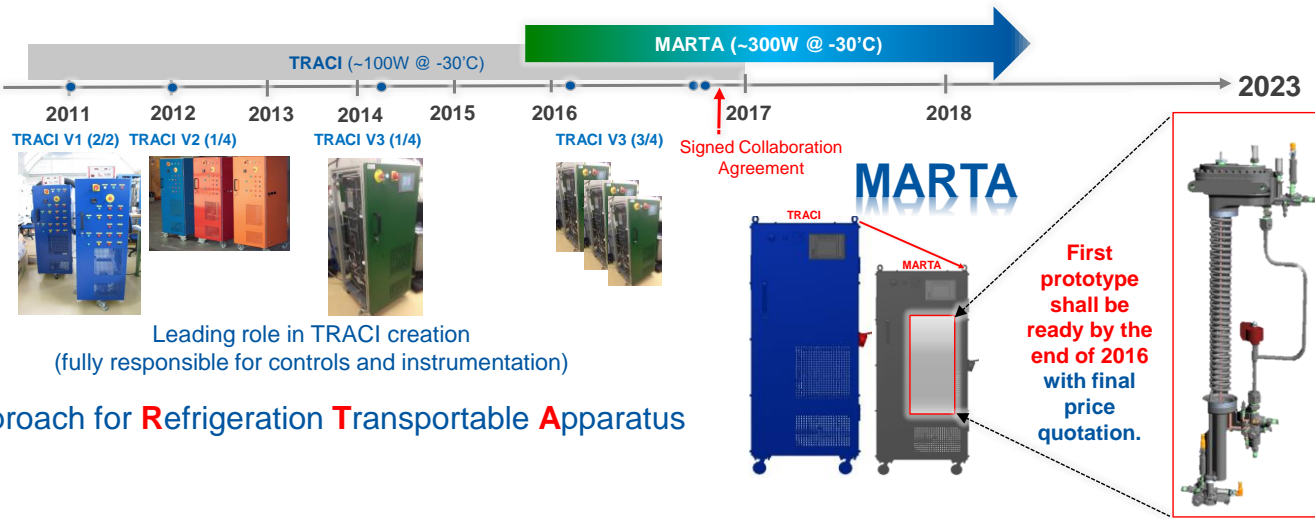 MARTA (~300W @ -30'C)
TRACI (~100W @ -30'C)
2011
2012
2013
2014
2015
2016
2017
2018
2023
TRACI V1 (2/2)
TRACI V2 (1/4)
TRACI V3 (1/4)
TRACI V3 (3/4)
Signed Collaboration
Agreement
MARTA
TRACI
MARTA
First
prototype
shall be
ready by the
end of 2016
with final
price
quotation.
Leading role in TRACI creation
(fully responsible for controls and instrumentation)
roach for Refrigeration Transportable Apparatus